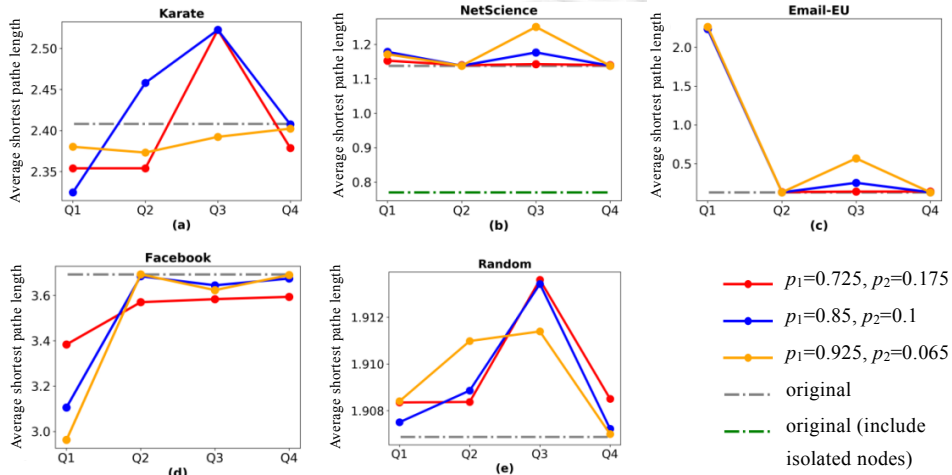 Karate
Average shortest pathe length
2.50
2.45
2.40
2.35
Q1 Q2 Q3 Q4
(a)
NetScience
Average shortest pathe length
1.2
1.1
1.0
0.9
0.8
Q1 Q2 Q3 Q4
(b)
Email-EU
Average shortest pathe length
2.0
1.5
1.0
0.5
Q1 Q2 Q3 Q4
(c)
Facebook
Average shortest pathe length
3.6
3.4
3.2
3.0
Q1 Q2 Q3 Q4
(d)
Random
Average shortest pathe length
1.912
1.910
1.908
Q1 Q2 Q3 Q4
(e)
p1=0.725, p2=0.175
p1=0.85, p2=0.1
p1=0.925, p2=0.065
original
original (include
isolated nodes)